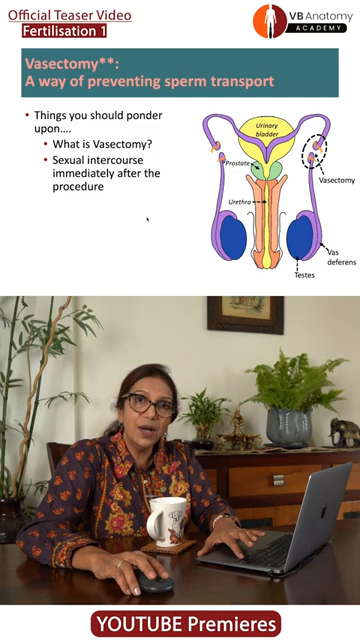 Official Teaser Video
Fertilisation 1
VB Anatomy
ACADEMY
Vasectomy**:
A way of preventing sperm transport
• Things you should ponder
upon....
• What is Vasectomy?
• Sexual intercourse
immediately after the
procedure
Urinary
bladder
Prostate
Urethra
Vasectomy
Vas
deferens
Testes
YOUTUBE Premieres